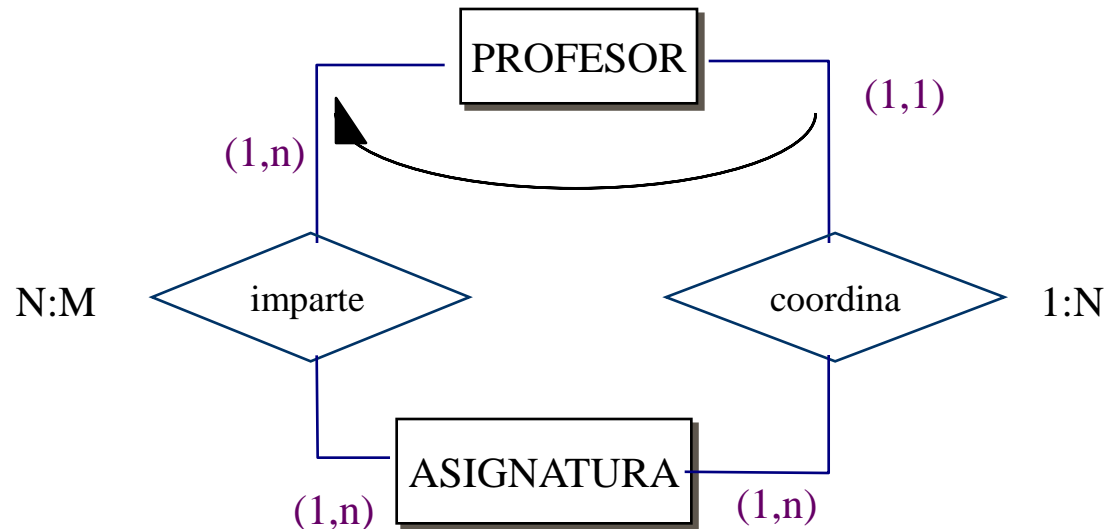 PROFESOR
(1,1)
(1,n)
N:M
imparte
coordina
1:N
ASIGNATURA
(1,n)
(1,n)